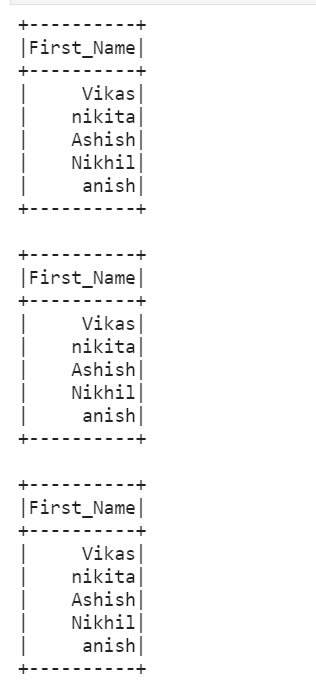 +----------+
|First_Name|
+----------+
|     Vikas|
|    nikita|
|    Ashish|
|    Nikhil|
|     anish|
+----------+

+----------+
|First_Name|
+----------+
|     Vikas|
|    nikita|
|    Ashish|
|    Nikhil|
|     anish|
+----------+

+----------+
|First_Name|
+----------+
|     Vikas|
|    nikita|
|    Ashish|
|    Nikhil|
|     anish|
+----------+